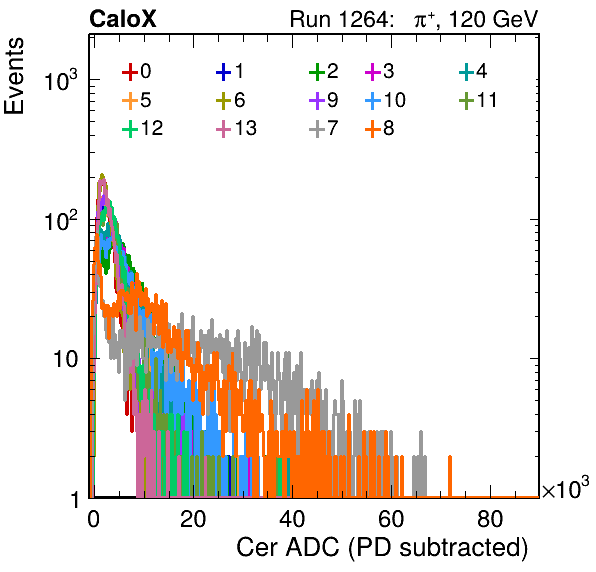 CaloX Run 1264: π⁺, 120 GeV
Events
0 1 2 3 4
5 6 9 10 11
12 13 7 8
10³
10²
10
1
0 20 40 60 80 ×10³
Cer ADC (PD subtracted)